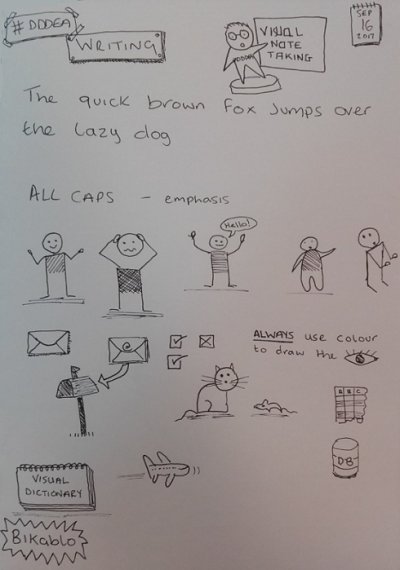 #DDDEA
WRITING
VISUAL
NOTE
TAKING
SEP
16
2017
The quick brown Fox Jumps over
the lazy dog
ALL CAPS - emphasis
Hello!
ALWAYS use colour
to draw the
A B C
VISUAL
DICTIONARY
DB
BIKABLO